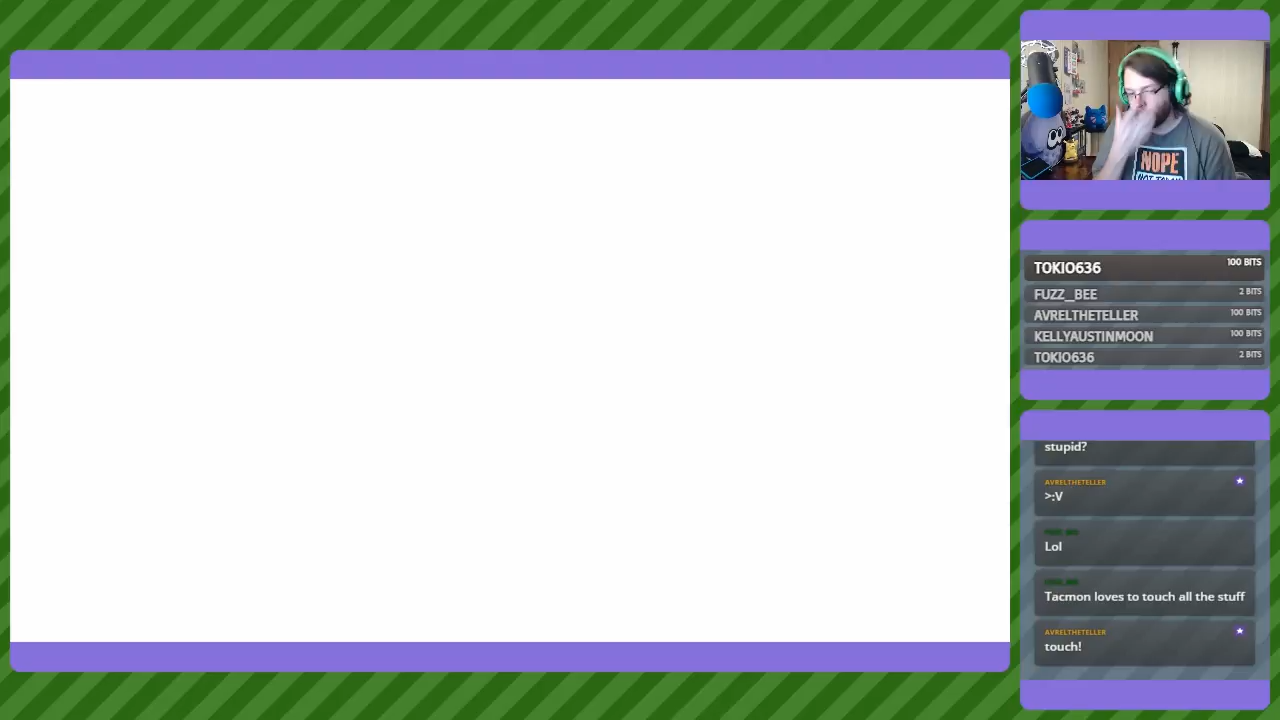 NOPE
TOKIO636 100 BITS
FUZZ_BEE 2 BITS
AVRELTHETELLER 100 BITS
KELLYAUSTINMOON 100 BITS
TOKIO636 2 BITS
stupid?
AVRELTHETELLER
>:V
Lol
Tacmon loves to touch all the stuff
AVRELTHETELLER
touch!